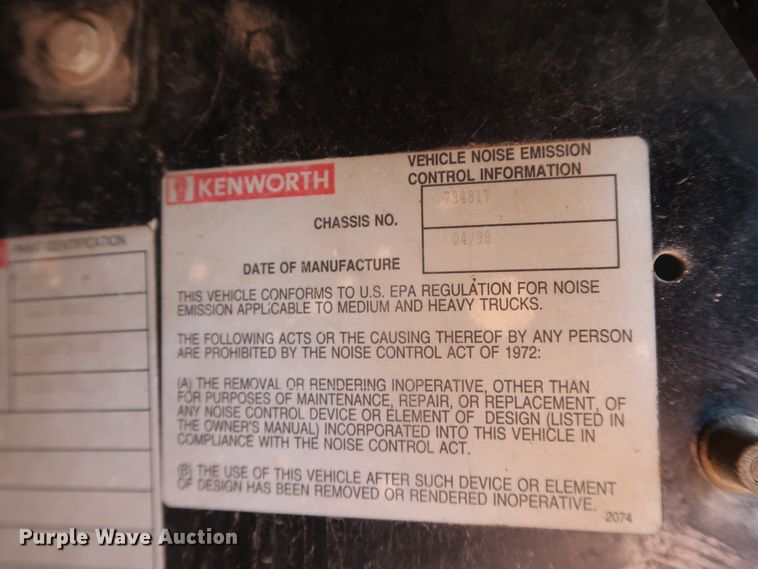 KENWORTH
VEHICLE NOISE EMISSION
CONTROL INFORMATION
CHASSIS NO. 734817
DATE OF MANUFACTURE 04/98
THIS VEHICLE CONFORMS TO U.S. EPA REGULATION FOR NOISE
EMISSION APPLICABLE TO MEDIUM AND HEAVY TRUCKS.
THE FOLLOWING ACTS OR THE CAUSING THEREOF BY ANY PERSON
ARE PROHIBITED BY THE NOISE CONTROL ACT OF 1972:
(A) THE REMOVAL OR RENDERING INOPERATIVE, OTHER THAN
FOR PURPOSES OF MAINTENANCE, REPAIR, OR REPLACEMENT, OF
ANY NOISE CONTROL DEVICE OR ELEMENT OF DESIGN (LISTED IN
THE OWNER'S MANUAL) INCORPORATED INTO THIS VEHICLE IN
COMPLIANCE WITH THE NOISE CONTROL ACT.
(B) THE USE OF THIS VEHICLE AFTER SUCH DEVICE OR ELEMENT
OF DESIGN HAS BEEN REMOVED OR RENDERED INOPERATIVE.
2074
PAINT IDENTIFICATION
Purple Wave Auction